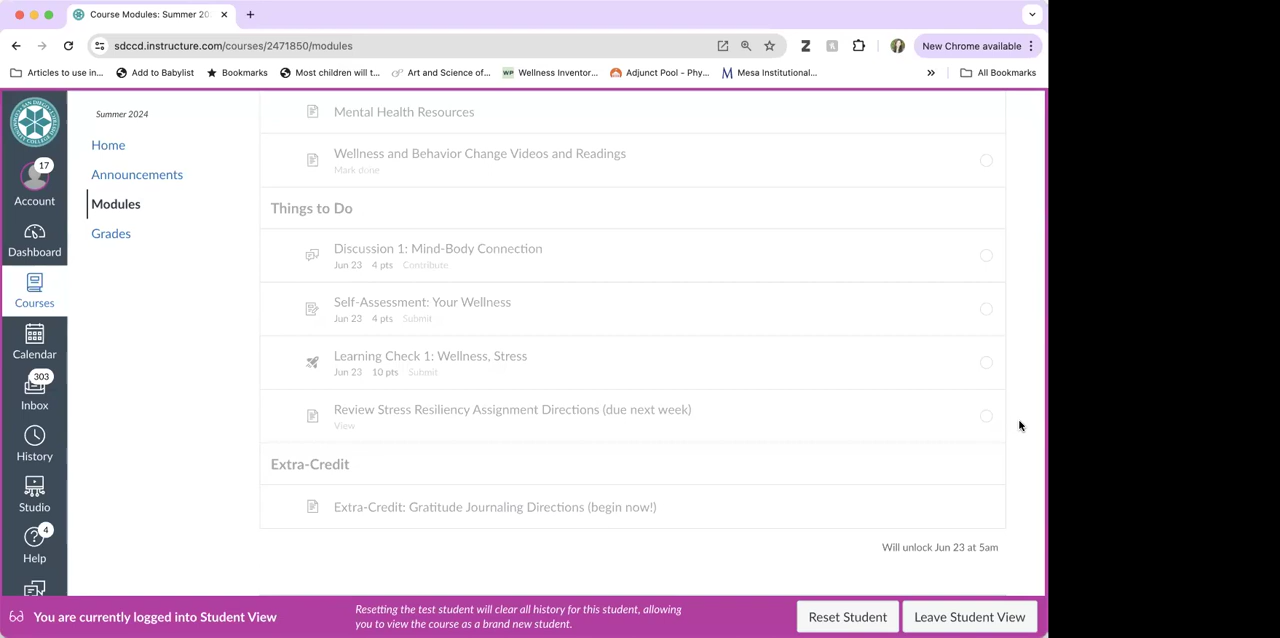 Course Modules: Summer 20
sdccd.instructure.com/courses/2471850/modules
New Chrome available
Articles to use in...
Add to Babylist
Bookmarks
Most children will t...
Art and Science of...
WP
Wellness Inventor...
Adjunct Pool - Phy...
Mesa Institutional...
All Bookmarks
17
Account
Dashboard
Courses
Calendar
303
Inbox
History
Studio
4
Help
Summer 2024
Home
Announcements
Modules
Grades
Mental Health Resources
Wellness and Behavior Change Videos and Readings
Mark done
Things to Do
Discussion 1: Mind-Body Connection
Jun 23 4 pts Contribute
Self-Assessment: Your Wellness
Jun 23 4 pts Submit
Learning Check 1: Wellness, Stress
Jun 23 10 pts Submit
Review Stress Resiliency Assignment Directions (due next week)
View
Extra-Credit
Extra-Credit: Gratitude Journaling Directions (begin now!)
Will unlock Jun 23 at 5am
You are currently logged into Student View
Resetting the test student will clear all history for this student, allowing
you to view the course as a brand new student.
Reset Student
Leave Student View